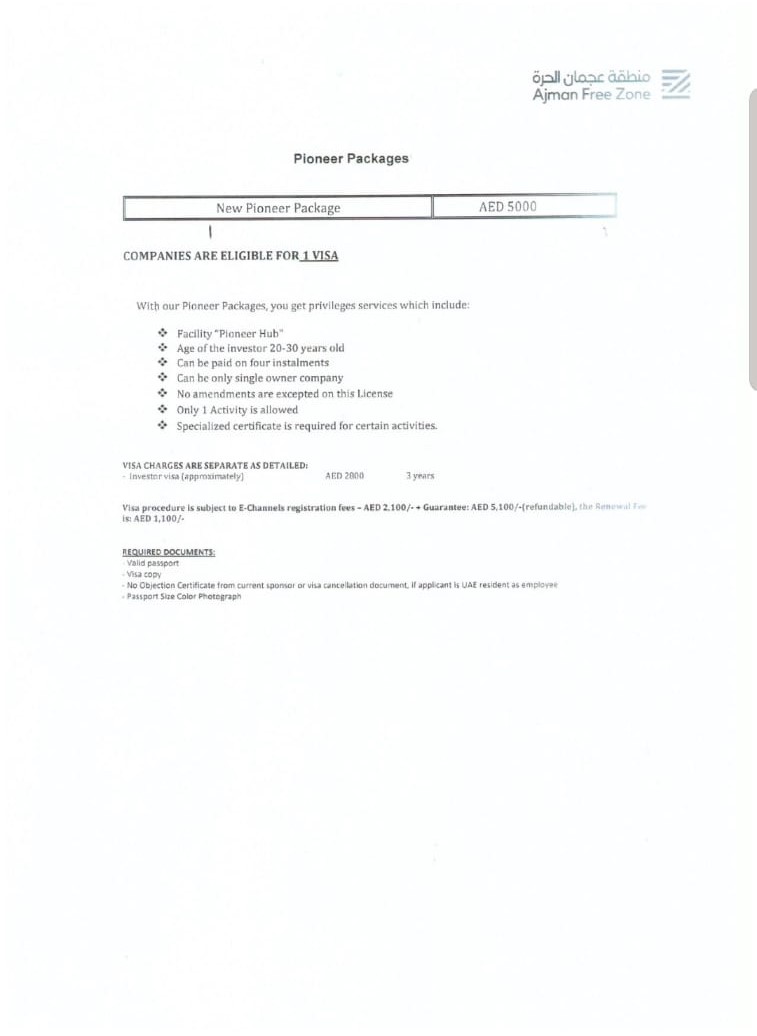 منطقة عجمان الحرة
Ajman Free Zone
Pioneer Packages
New Pioneer Package AED 5000
COMPANIES ARE ELIGIBLE FOR 1 VISA
With our Pioneer Packages, you get privileges services which include:
❖ Facility "Pioneer Hub"
❖ Age of the investor 20-30 years old
❖ Can be paid on four instalments
❖ Can be only single owner company
❖ No amendments are excepted on this License
❖ Only 1 Activity is allowed
❖ Specialized certificate is required for certain activities.
VISA CHARGES ARE SEPARATE AS DETAILED:
- Investor visa (approximately) AED 2800 3 years
Visa procedure is subject to E-Channels registration fees - AED 2,100/- + Guarantee: AED 5,100/-(refundable), the Renewal Fee
is: AED 1,100/-
REQUIRED DOCUMENTS:
- Valid passport
- Visa copy
- No Objection Certificate from current sponsor or visa cancellation document, if applicant is UAE resident as employee
- Passport Size Color Photograph